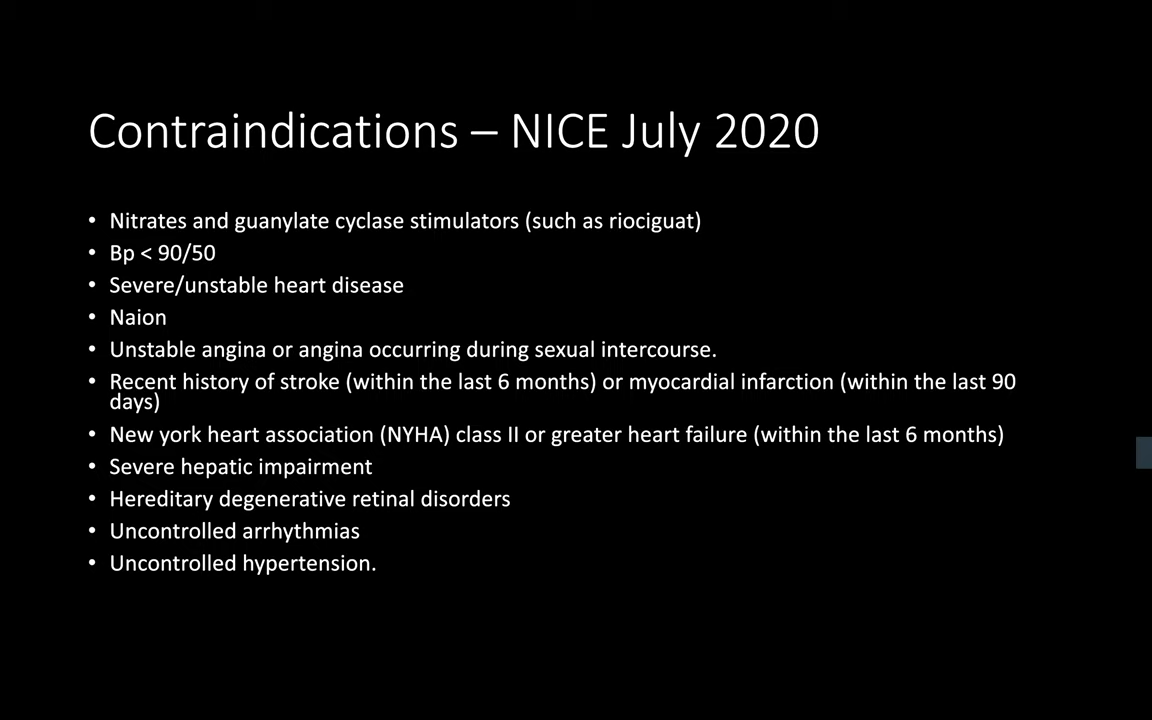 Contraindications – NICE July 2020
• Nitrates and guanylate cyclase stimulators (such as riociguat)
• Bp < 90/50
• Severe/unstable heart disease
• Naion
• Unstable angina or angina occurring during sexual intercourse.
• Recent history of stroke (within the last 6 months) or myocardial infarction (within the last 90
days)
• New york heart association (NYHA) class II or greater heart failure (within the last 6 months)
• Severe hepatic impairment
• Hereditary degenerative retinal disorders
• Uncontrolled arrhythmias
• Uncontrolled hypertension.